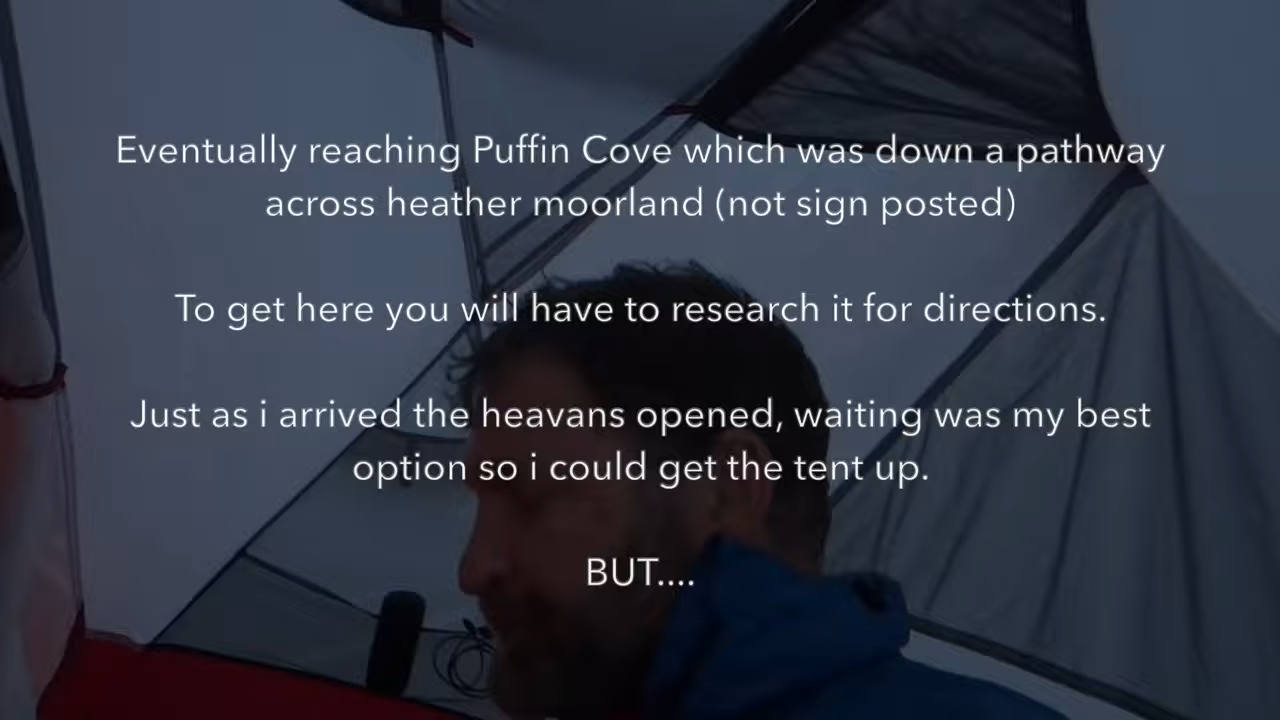 Eventually reaching Puffin Cove which was down a pathway
across heather moorland (not sign posted)
To get here you will have to research it for directions.
Just as i arrived the heavans opened, waiting was my best
option so i could get the tent up.
BUT....